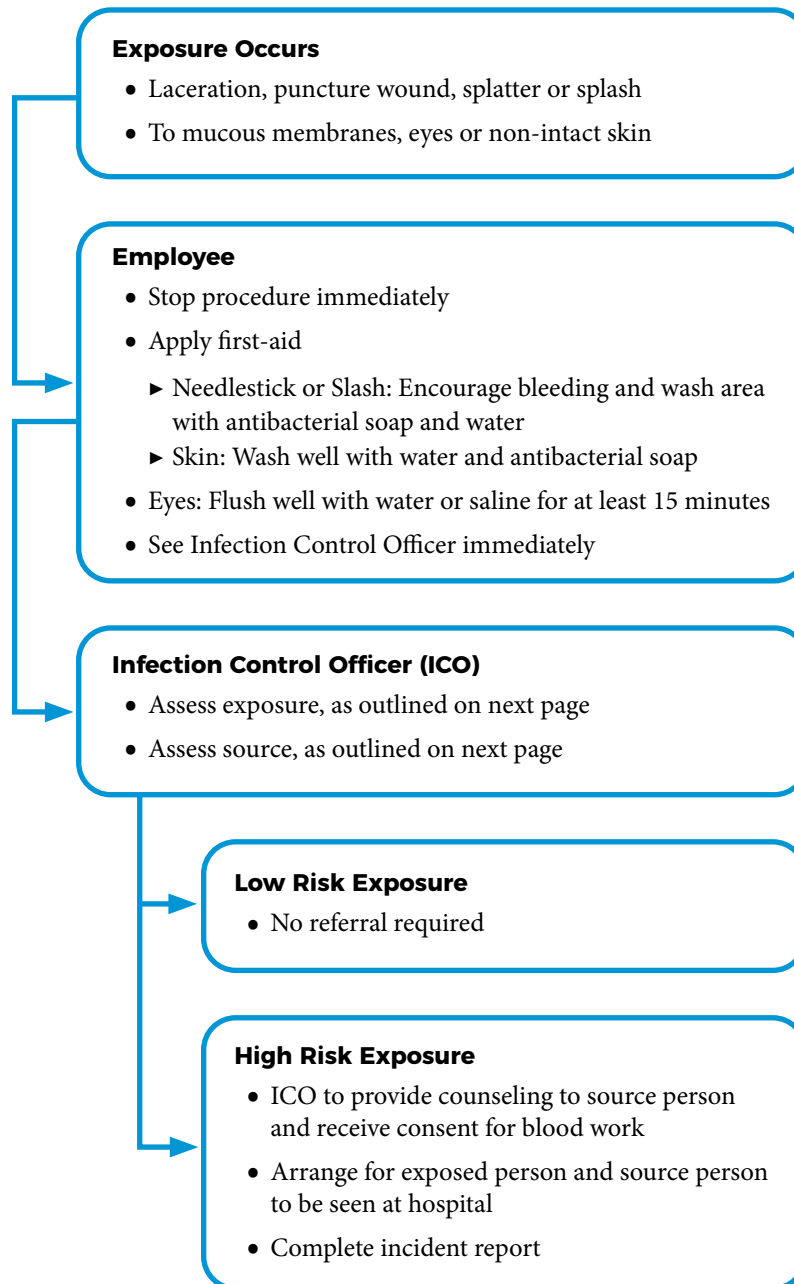 Exposure Occurs
• Laceration, puncture wound, splatter or splash
• To mucous membranes, eyes or non-intact skin
Employee
• Stop procedure immediately
• Apply first-aid
► Needlestick or Slash: Encourage bleeding and wash area
with antibacterial soap and water
► Skin: Wash well with water and antibacterial soap
• Eyes: Flush well with water or saline for at least 15 minutes
• See Infection Control Officer immediately
Infection Control Officer (ICO)
• Assess exposure, as outlined on next page
• Assess source, as outlined on next page
Low Risk Exposure
• No referral required
High Risk Exposure
• ICO to provide counseling to source person
and receive consent for blood work
• Arrange for exposed person and source person
to be seen at hospital
• Complete incident report